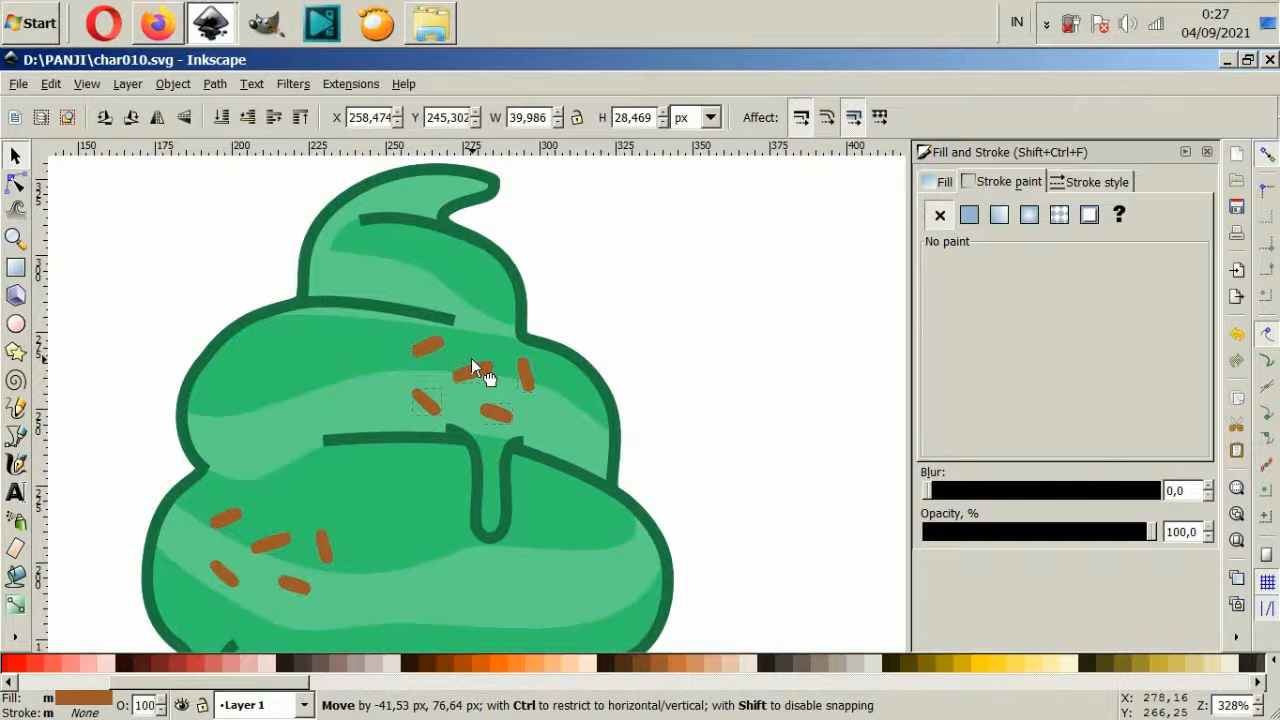 Start
IN
0:27
04/09/2021
D:\PANJI\char010.svg - Inkscape
File Edit View Layer Object Path Text Filters Extensions Help
X 258,474 Y 245,302 W 39,986 H 28,469 px Affect:
150 200 225 250 275 300 350 400
Fill and Stroke (Shift+Ctrl+F)
Fill Stroke paint Stroke style
?
No paint
Blur:
0,0
Opacity, %
100,0
Fill: m
Stroke: m None
O: 100
Layer 1
Move by -41,53 px, 76,64 px; with Ctrl to restrict to horizontal/vertical; with Shift to disable snapping
X: 278,16
Y: 266,25
Z: 328%